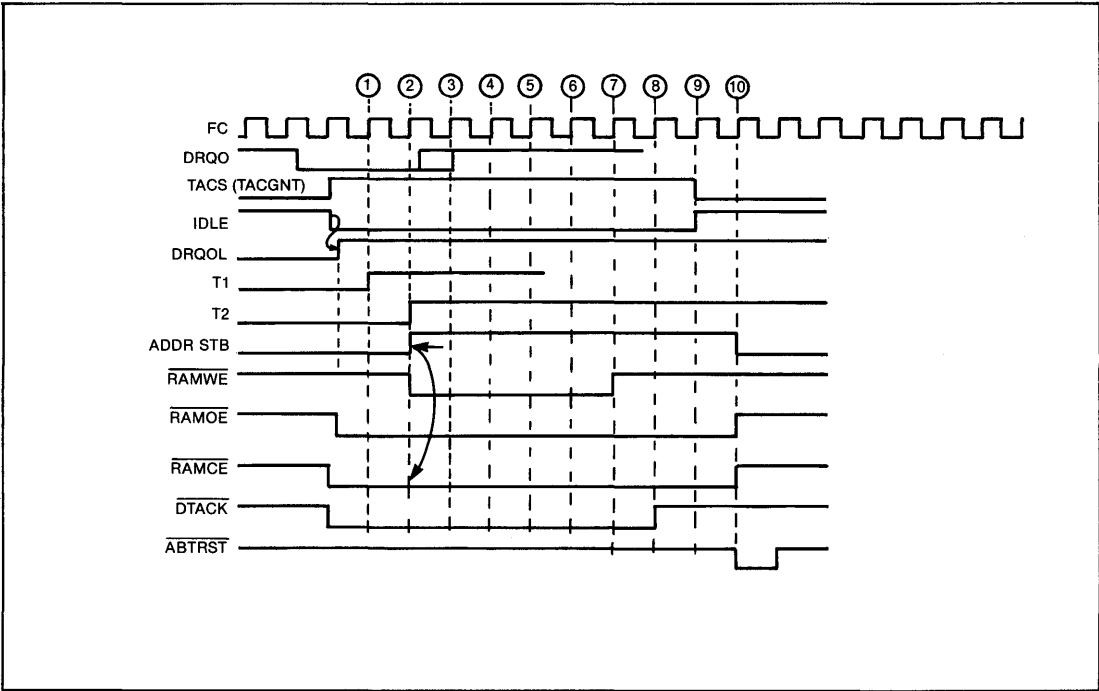 1 2 3 4 5 6 7 8 9 10
FC
DRQO
TACS (TACGNT)
IDLE
DRQOL
T1
T2
ADDR STB
RAMWE
RAMOE
RAMCE
DTACK
ABTRST